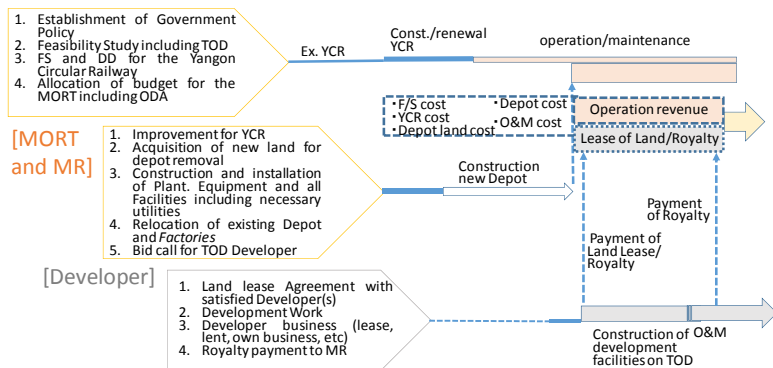 1. Establishment of Government
Policy
2. Feasibility Study including TOD
3. FS and DD for the Yangon
Circular Railway
4. Allocation of budget for the
MORT including ODA
Ex. YCR
Const./renewal
YCR
operation/maintenance
・F/S cost
・YCR cost
・Depot land cost
・Depot cost
・O&M cost
Operation revenue
Lease of Land/Royalty
[MORT
and MR]
1. Improvement for YCR
2. Acquisition of new land for
depot removal
3. Construction and installation
of Plant. Equipment and all
Facilities including necessary
utilities
4. Relocation of existing Depot
and Factories
5. Bid call for TOD Developer
Construction
new Depot
Payment
of Royalty
Payment of
Land Lease/
Royalty
[Developer]
1. Land lease Agreement with
satisfied Developer(s)
2. Development Work
3. Developer business (lease,
lent, own business, etc)
4. Royalty payment to MR
Construction of
development
facilities on TOD
O&M